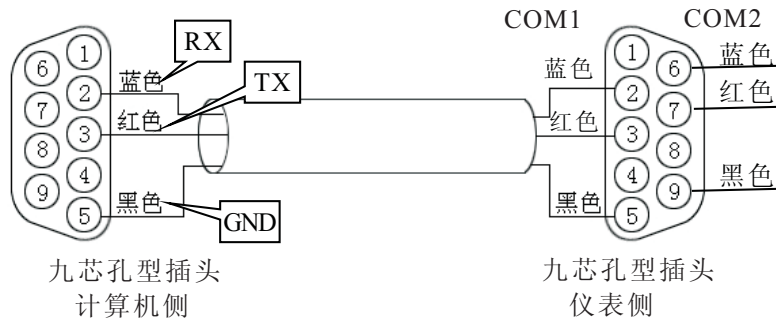 COM1
COM2
RX
TX
GND
蓝色
红色
黑色
1
2
3
4
5
6
7
8
9
蓝色
红色
黑色
1
2
3
4
5
6
7
8
9
蓝色
红色
黑色
九芯孔型插头
计算机侧
九芯孔型插头
仪表侧